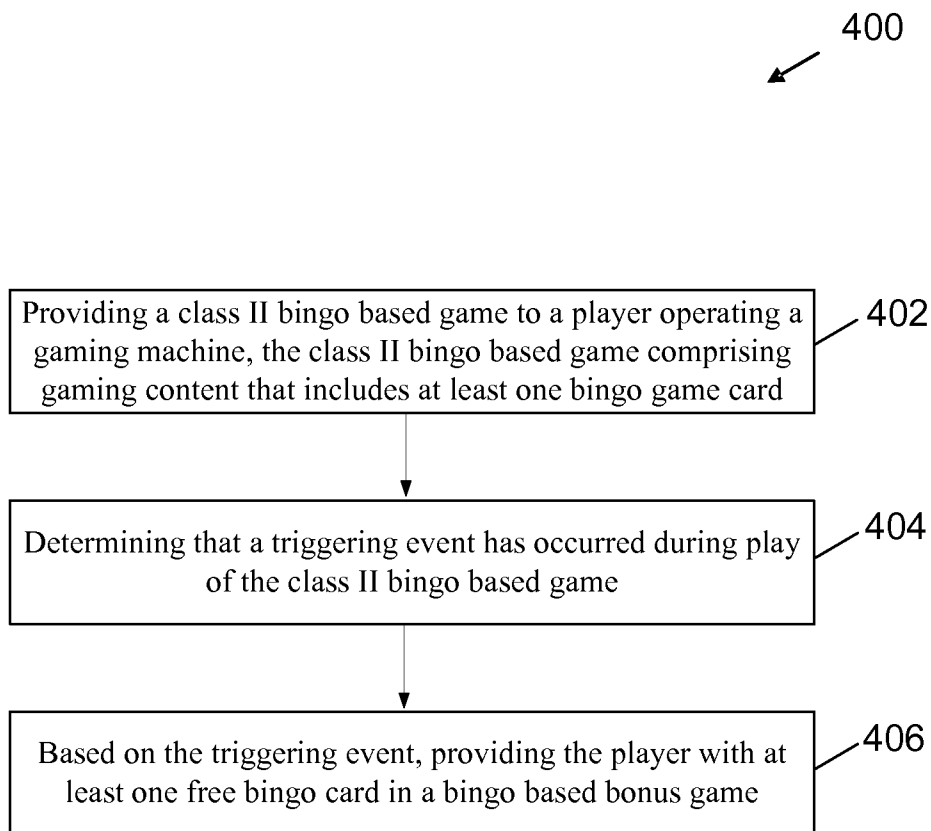 400
Providing a class II bingo based game to a player operating a
gaming machine, the class II bingo based game comprising
gaming content that includes at least one bingo game card
402
Determining that a triggering event has occurred during play
of the class II bingo based game
404
Based on the triggering event, providing the player with at
least one free bingo card in a bingo based bonus game
406